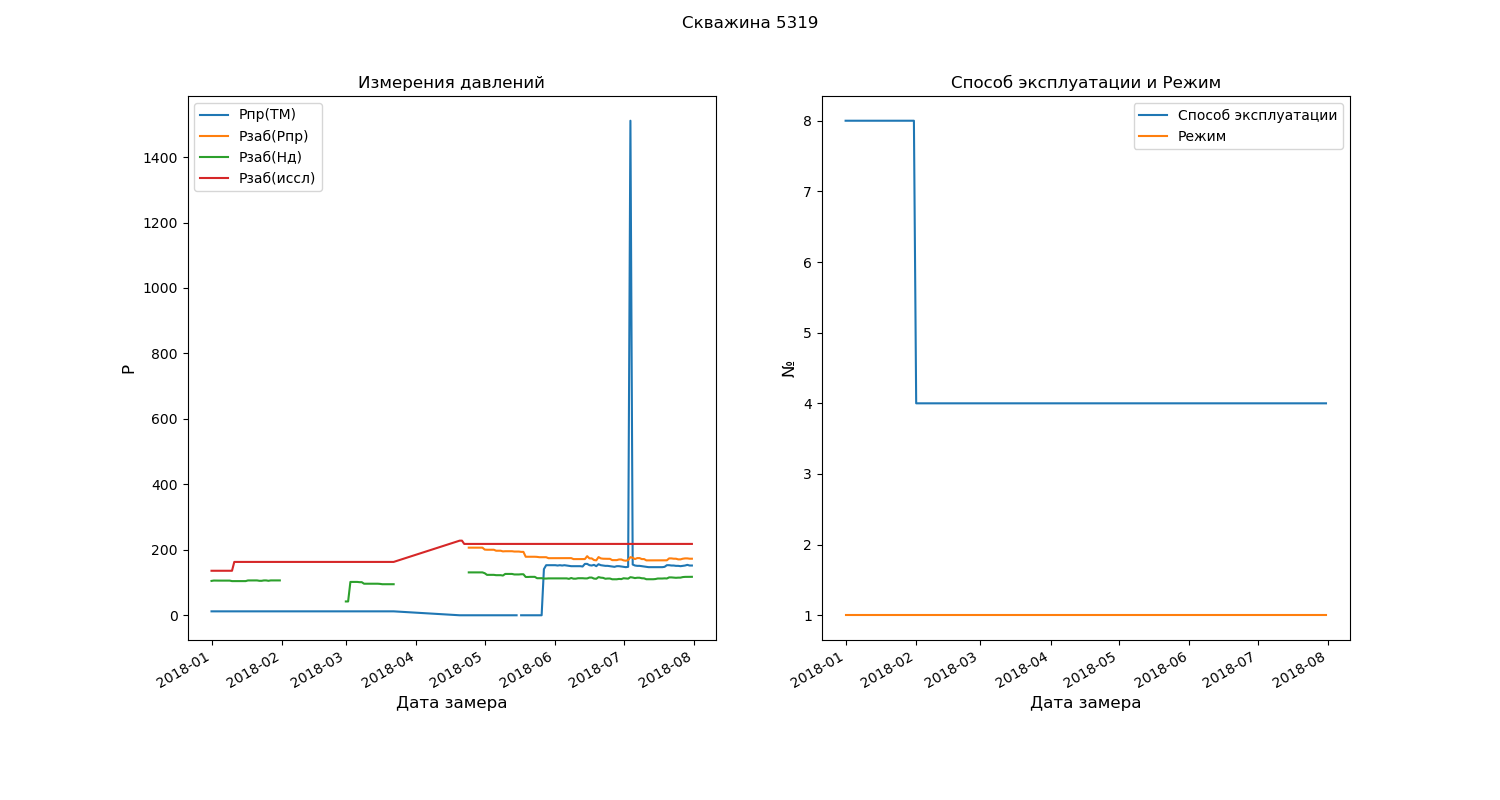 Скважина 5319
Измерения давлений
Рпр(ТМ)
Рзаб(Рпр)
Рзаб(Нд)
Рзаб(иссл)
1400
1200
1000
800
600
400
200
0
Р
2018-01
2018-02
2018-03
2018-04
2018-05
2018-06
2018-07
2018-08
Дата замера
Способ эксплуатации и Режим
Способ эксплуатации
Режим
8
7
6
5
4
3
2
1
№
2018-01
2018-02
2018-03
2018-04
2018-05
2018-06
2018-07
2018-08
Дата замера